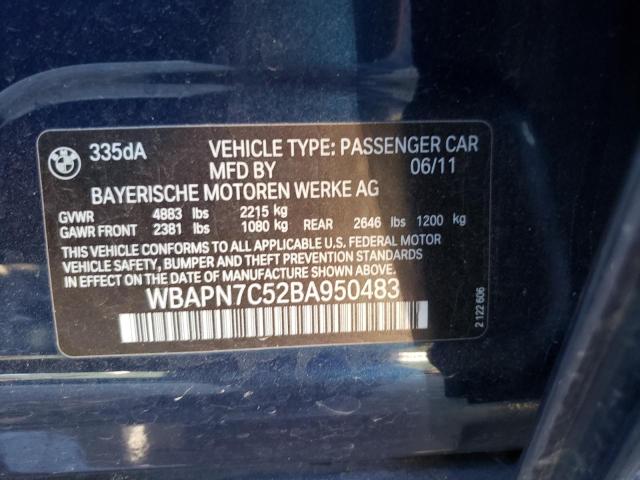 BMW
335dA VEHICLE TYPE: PASSENGER CAR
MFD BY 06/11
BAYERISCHE MOTOREN WERKE AG
GVWR 4883 lbs 2215 kg
GAWR FRONT 2381 lbs 1080 kg REAR 2646 lbs 1200 kg
THIS VEHICLE CONFORMS TO ALL APPLICABLE U.S. FEDERAL MOTOR
VEHICLE SAFETY, BUMPER AND THEFT PREVENTION STANDARDS
IN EFFECT ON THE DATE OF MANUFACTURE SHOWN ABOVE
WBAPN7C52BA950483
2 122 606